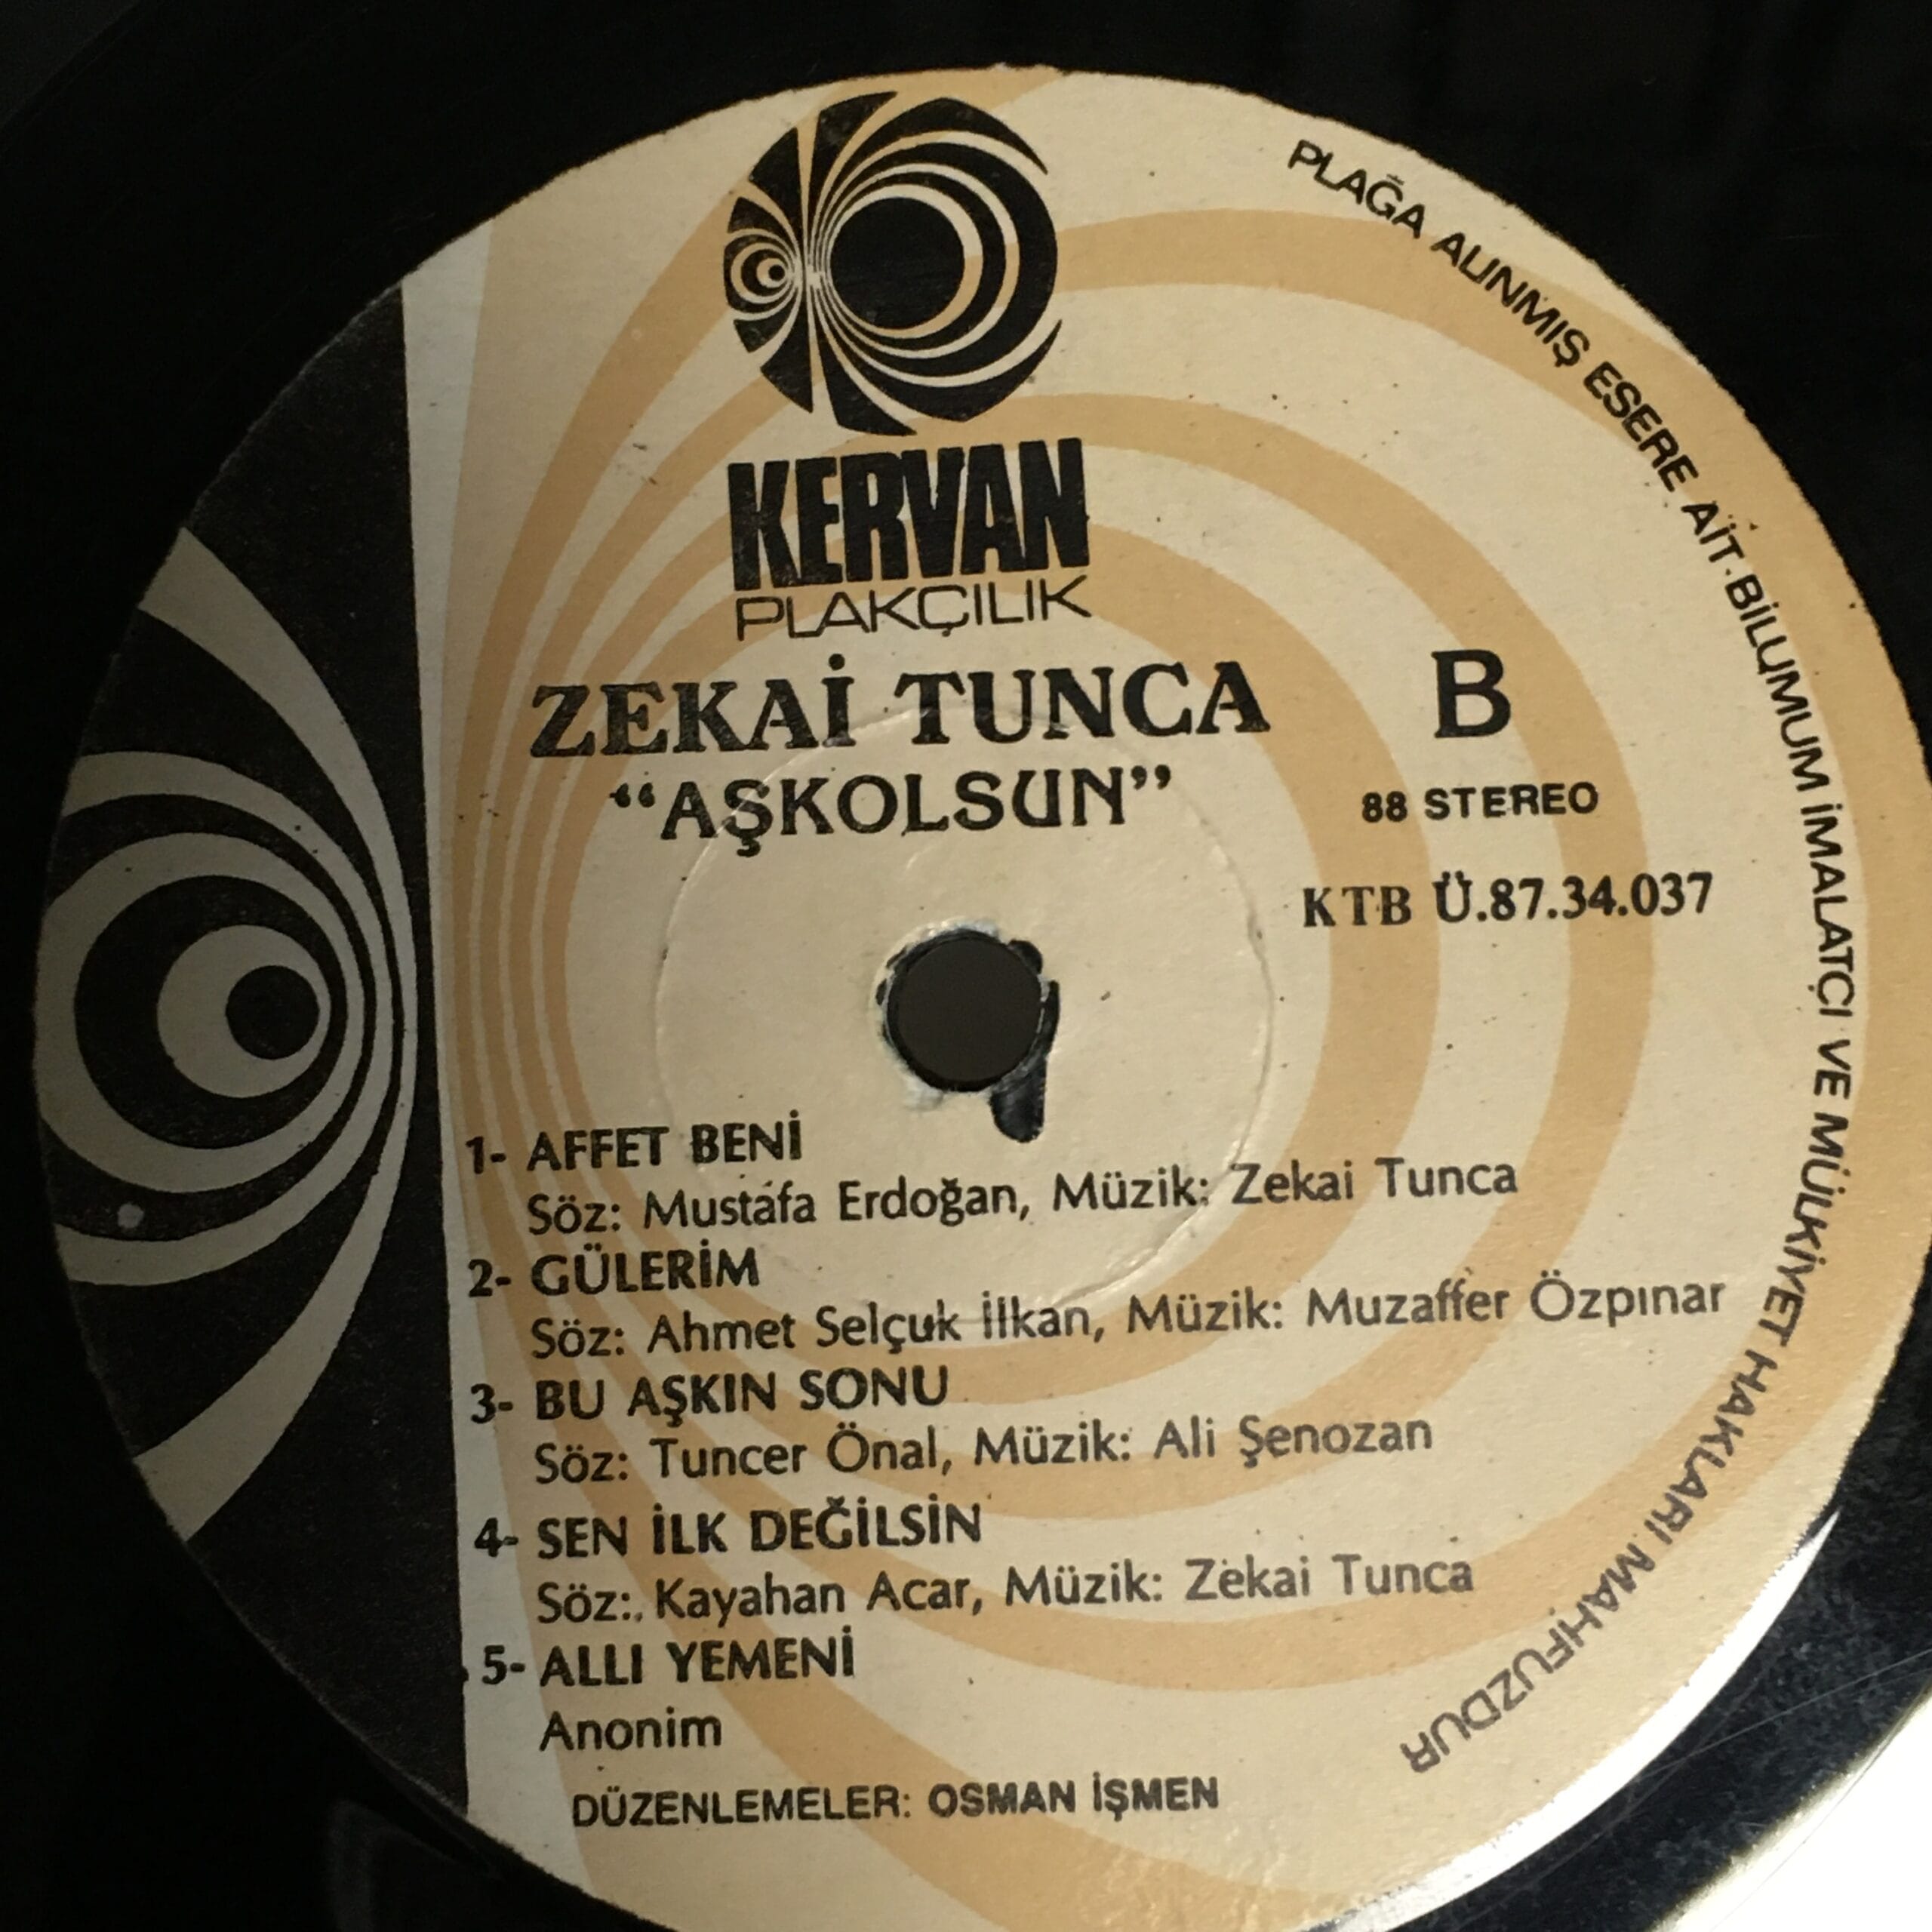 KERVAN
PLAKÇILIK
ZEKAİ TUNCA
B
“AŞKOLSUN”
88 STEREO
KTB Ü.87.34.037
1- AFFET BENİ
Söz: Mustafa Erdoğan, Müzik: Zekai Tunca
2- GÜLERİM
Söz: Ahmet Selçuk İlkan, Müzik: Muzaffer Özpınar
3- BU AŞKIN SONU
Söz: Tuncer Önal, Müzik: Ali Şenozan
4- SEN İLK DEĞİLSİN
Söz: Kayahan Acar, Müzik: Zekai Tunca
5- ALLI YEMENİ
Anonim
DÜZENLEMELER: OSMAN İŞMEN
PLAĞA ALINMIŞ ESERE AİT BİLUMUM İMALATÇI VE MÜLKİYET HAKLARI MAHFUZDUR